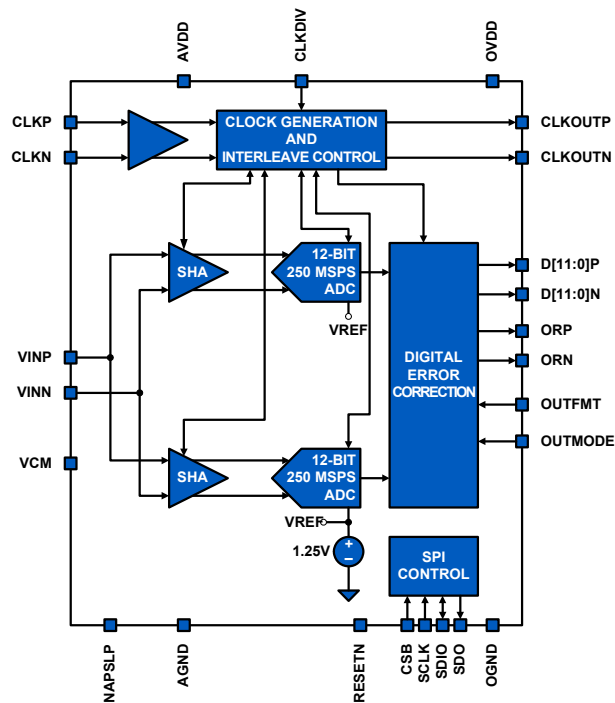 AVDD
CLKDIV
OVDD
CLKP
CLKN
CLOCK GENERATION
AND
INTERLEAVE CONTROL
CLKOUTP
CLKOUTN
SHA
12-BIT
250 MSPS
ADC
VREF
D[11:0]P
D[11:0]N
ORP
ORN
OUTFMT
OUTMODE
DIGITAL
ERROR
CORRECTION
VINP
VINN
VCM
SHA
12-BIT
250 MSPS
ADC
VREF
1.25V
+
–
SPI
CONTROL
NAPSLP
AGND
RESETN
CSB
SCLK
SDIO
SDO
OGND